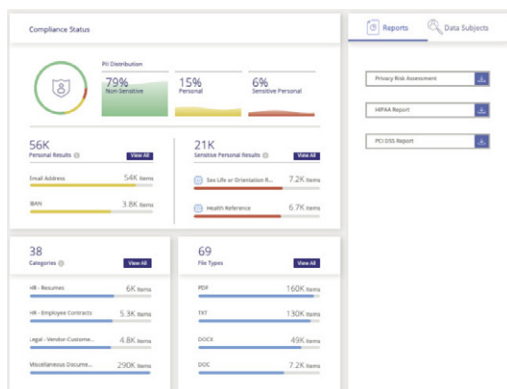 Compliance Status
PII Distribution
79%
Non-Sensitive
15%
Personal
6%
Sensitive Personal
56K
Personal Results
View All
Email Address
54K Items
IBAN
3.8K Items
21K
Sensitive Personal Results
View All
Sex Life or Orientation R...
7.2K Items
Health Reference
6.7K Items
38
Categories
View All
HR - Resumes
6K Items
HR - Employee Contracts
5.3K Items
Legal - Vendor-Custome...
4.8K Items
Miscellaneous Docume...
290K Items
69
File Types
View All
PDF
160K Items
TXT
130K Items
DOCX
49K Items
DOC
7.2K Items
Reports
Data Subjects
Privacy Risk Assessment
HIPAA Report
PCI DSS Report